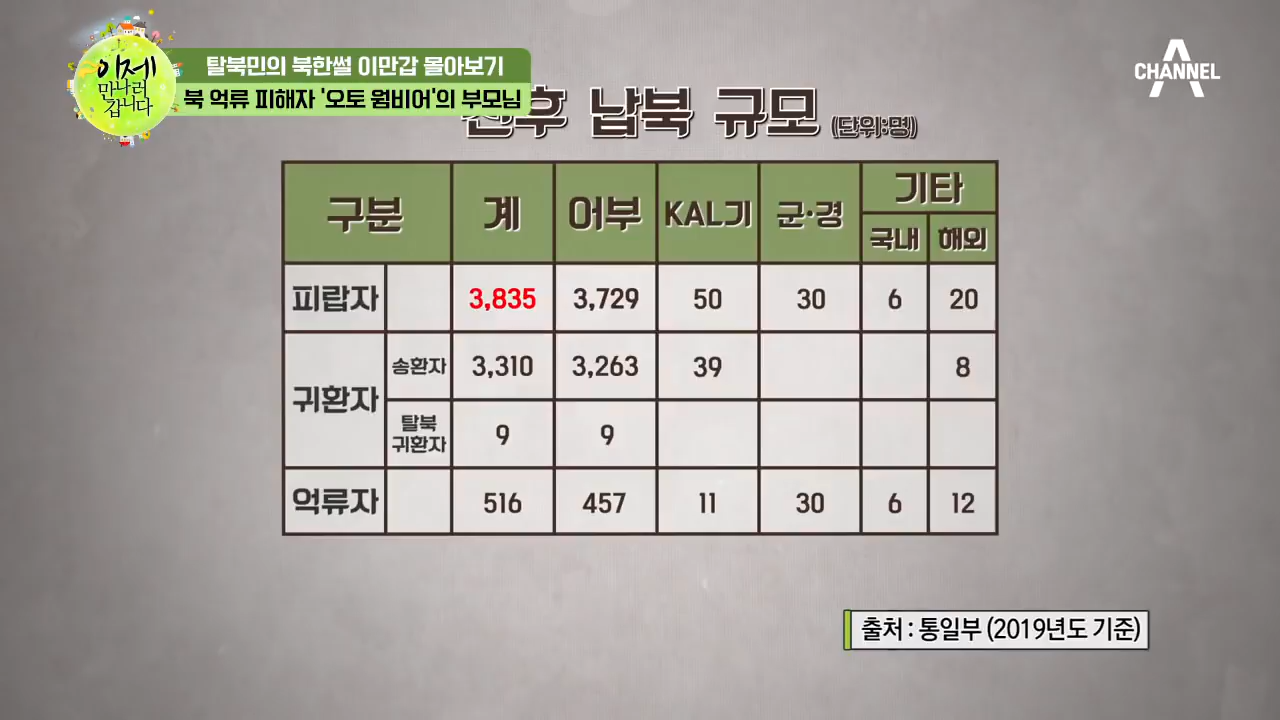 이제
만나러
갑니다
탈북민의 북한썰 이만갑 몰아보기
북 억류 피해자 '오토 웜비어'의 부모님
CHANNEL A
전후 납북 규모 (단위:명)
구분 계 어부 KAL기 군·경 기타
국내 해외
피랍자 3,835 3,729 50 30 6 20
귀환자
송환자 3,310 3,263 39 8
탈북
귀환자 9 9
억류자 516 457 11 30 6 12
출처 : 통일부 (2019년도 기준)